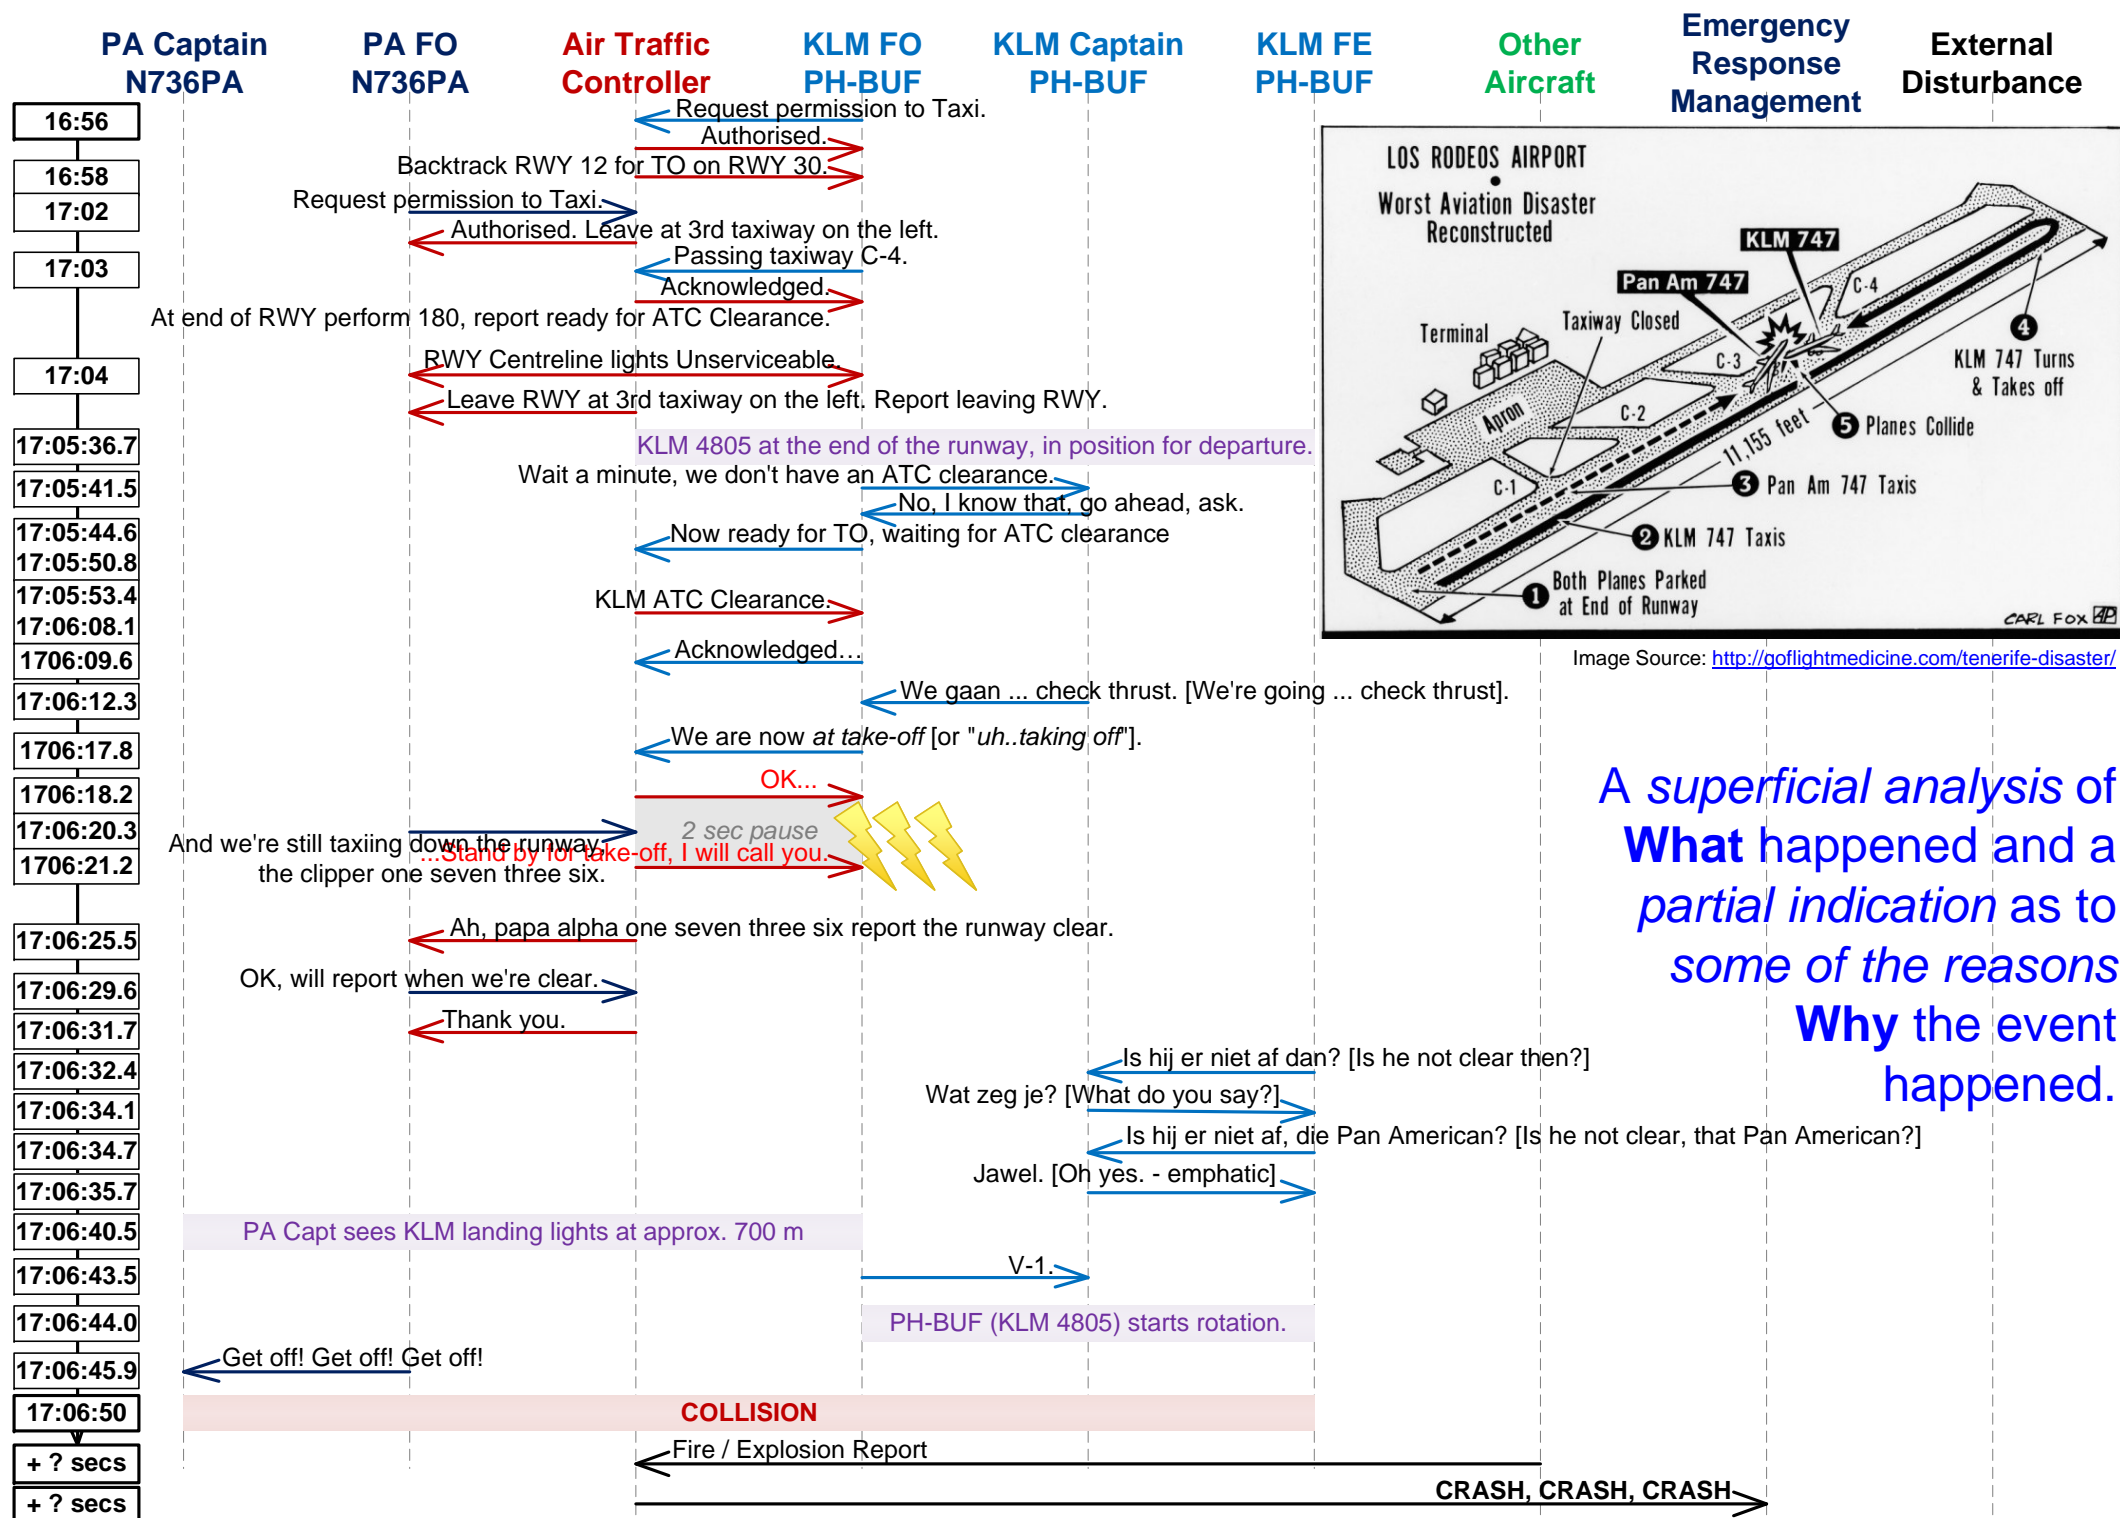 PA Captain
N736PA
PA FO
N736PA
Air Traffic
Controller
KLM FO
PH-BUF
KLM Captain
PH-BUF
KLM FE
PH-BUF
Other
Aircraft
Emergency
Response
Management
External
Disturbance
16:56
Request permission to Taxi.
Authorised.
16:58
Backtrack RWY 12 for TO on RWY 30.
17:02
Request permission to Taxi.
Authorised. Leave at 3rd taxiway on the left.
17:03
Passing taxiway C-4.
Acknowledged.
At end of RWY perform 180, report ready for ATC Clearance.
17:04
RWY Centreline lights Unserviceable.
Leave RWY at 3rd taxiway on the left. Report leaving RWY.
17:05:36.7
KLM 4805 at the end of the runway, in position for departure.
17:05:41.5
Wait a minute, we don't have an ATC clearance.
No, I know that, go ahead, ask.
17:05:44.6
17:05:50.8
Now ready for TO, waiting for ATC clearance
17:05:53.4
17:06:08.1
KLM ATC Clearance.
1706:09.6
Acknowledged...
17:06:12.3
We gaan ... check thrust. [We're going ... check thrust].
1706:17.8
We are now at take-off [or "uh..taking off"].
1706:18.2
OK...
17:06:20.3
2 sec pause
And we're still taxiing down the runway,
the clipper one seven three six.
1706:21.2
...Stand by for take-off, I will call you.
17:06:25.5
Ah, papa alpha one seven three six report the runway clear.
17:06:29.6
OK, will report when we're clear.
17:06:31.7
Thank you.
17:06:32.4
Is hij er niet af dan? [Is he not clear then?]
17:06:34.1
Wat zeg je? [What do you say?]
17:06:34.7
Is hij er niet af, die Pan American? [Is he not clear, that Pan American?]
17:06:35.7
Jawel. [Oh yes. - emphatic]
17:06:40.5
PA Capt sees KLM landing lights at approx. 700 m
17:06:43.5
V-1.
17:06:44.0
PH-BUF (KLM 4805) starts rotation.
17:06:45.9
Get off! Get off! Get off!
17:06:50
COLLISION
+ ? secs
Fire / Explosion Report
+ ? secs
CRASH, CRASH, CRASH
LOS RODEOS AIRPORT
Worst Aviation Disaster
Reconstructed
KLM 747
Pan Am 747
C-4
Taxiway Closed
Terminal
4
KLM 747 Turns
& Takes off
C-3
C-2
Apron
5 Planes Collide
11,155 feet
C-1
3 Pan Am 747 Taxis
2 KLM 747 Taxis
1 Both Planes Parked
at End of Runway
CARL FOX AP
Image Source: http://goflightmedicine.com/tenerife-disaster/
A superficial analysis of
What happened and a
partial indication as to
some of the reasons
Why the event
happened.